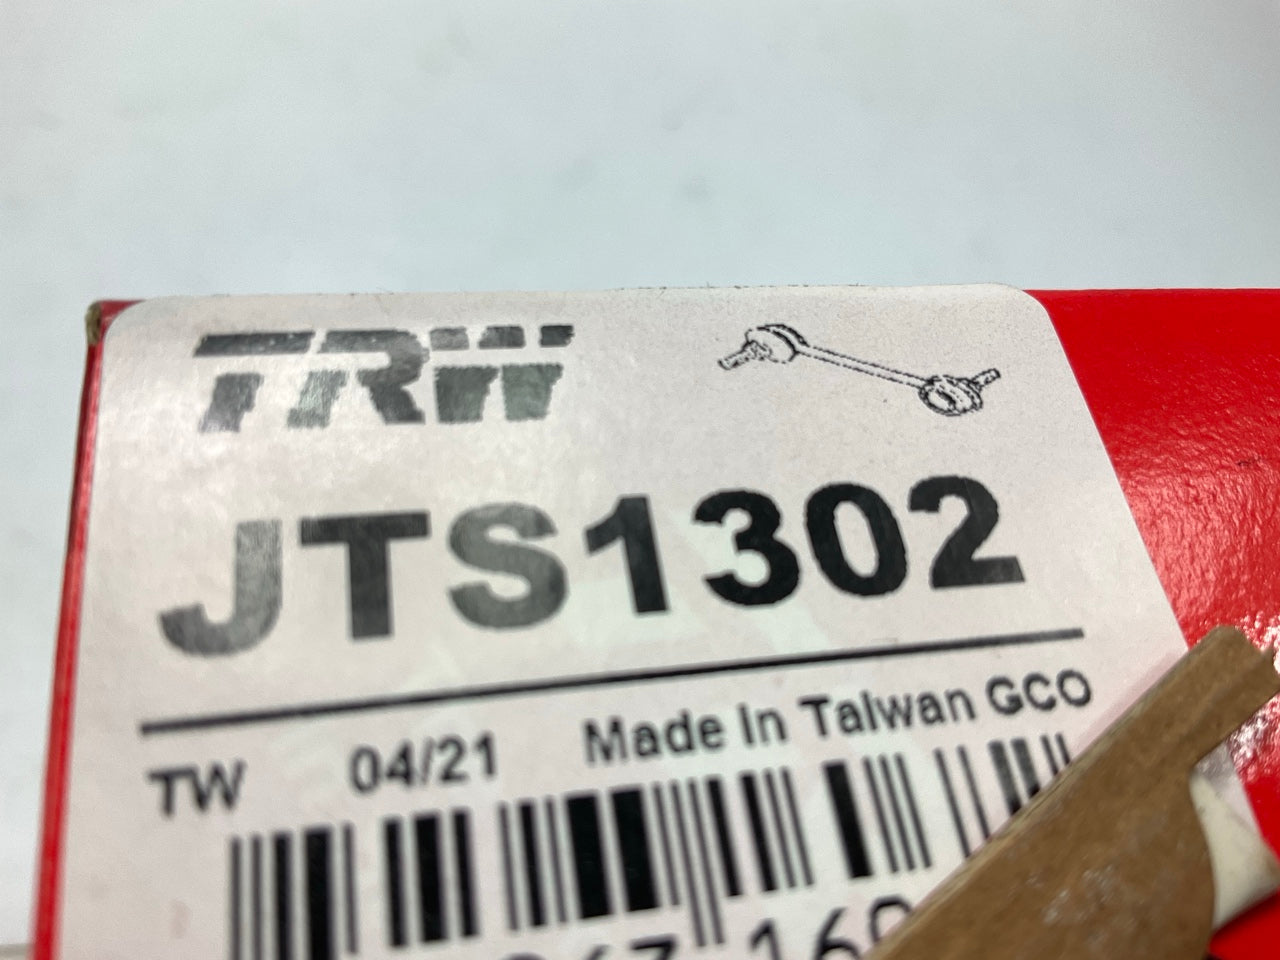 TRW
JTS1302
TW 04/21 Made In Taiwan GCO